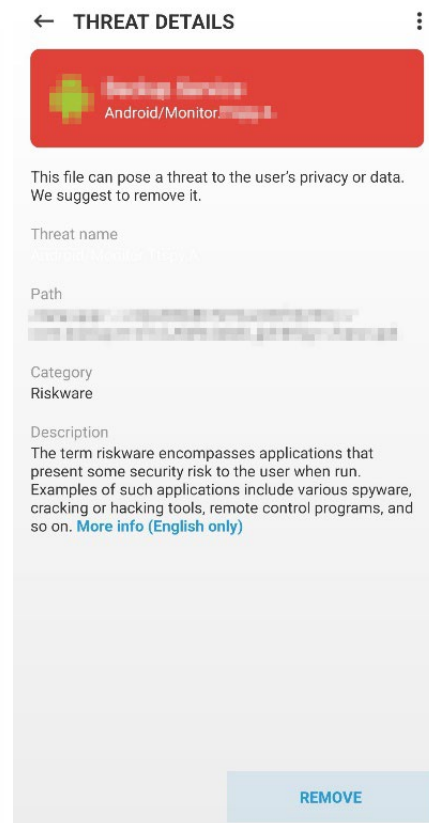 THREAT DETAILS
Android/Monitor.
This file can pose a threat to the user's privacy or data.
We suggest to remove it.
Threat name
Path
Category
Riskware
Description
The term riskware encompasses applications that
present some security risk to the user when run.
Examples of such applications include various spyware,
cracking or hacking tools, remote control programs, and
so on. More info (English only)
REMOVE